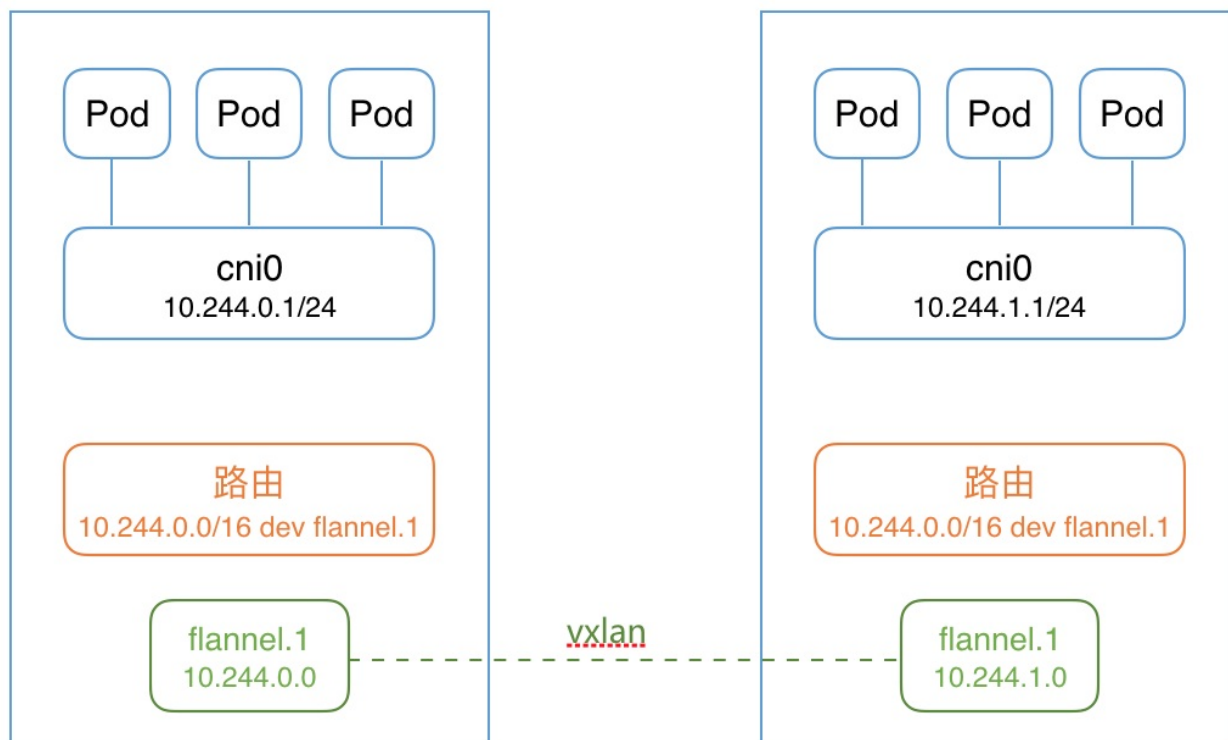 Pod Pod Pod
cni0
10.244.0.1/24
路由
10.244.0.0/16 dev flannel.1
flannel.1
10.244.0.0
vxlan
Pod Pod Pod
cni0
10.244.1.1/24
路由
10.244.0.0/16 dev flannel.1
flannel.1
10.244.1.0